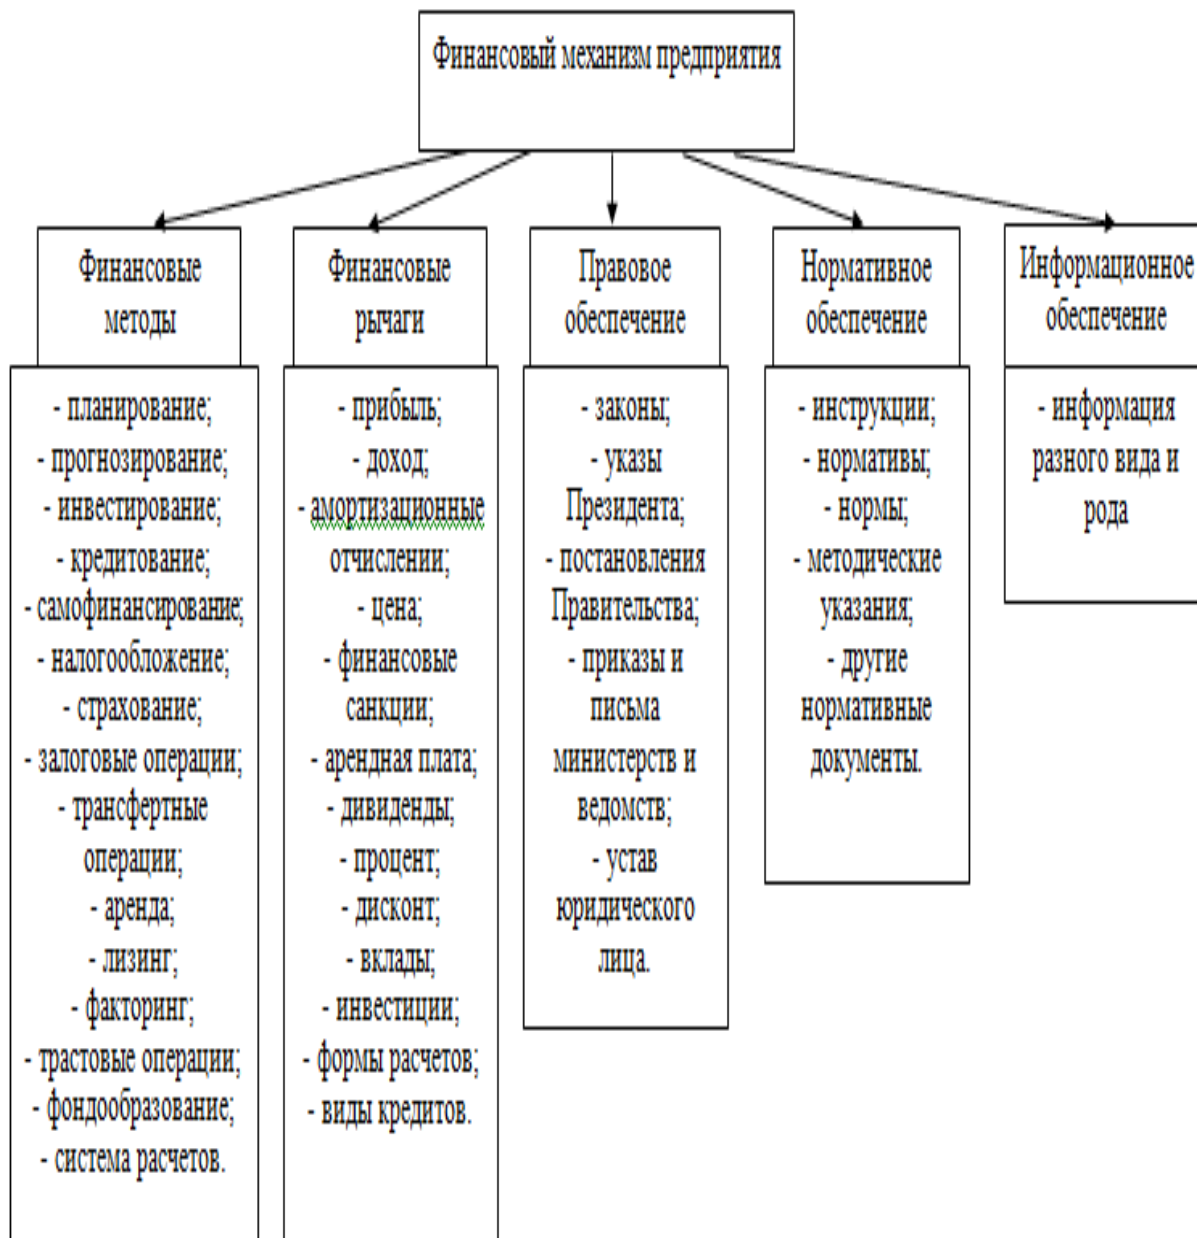 Финансовый механизм предприятия
Финансовые
методы
- планирование;
- прогнозирование;
- инвестирование;
- кредитование;
- самофинансирование;
- налогообложение;
- страхование;
- залоговые операции;
- трансфертные
операции;
- аренда;
- лизинг;
- факторинг;
- трастовые операции;
- фондообразование;
- система расчетов.
Финансовые
рычаги
- прибыль;
- доход;
- амортизационные
отчислении;
- цена;
- финансовые
санкции;
- арендная плата;
- дивиденды;
- процент;
- дисконт;
- вклады;
- инвестиции;
- формы расчетов;
- виды кредитов.
Правовое
обеспечение
- законы;
- указы
Президента;
- постановления
Правительства;
- приказы и
письма
министерств и
ведомств;
- устав
юридического
лица.
Нормативное
обеспечение
- инструкции;
- нормативы;
- нормы;
- методические
указания;
- другие
нормативные
документы.
Информационное
обеспечение
- информация
разного вида и
рода